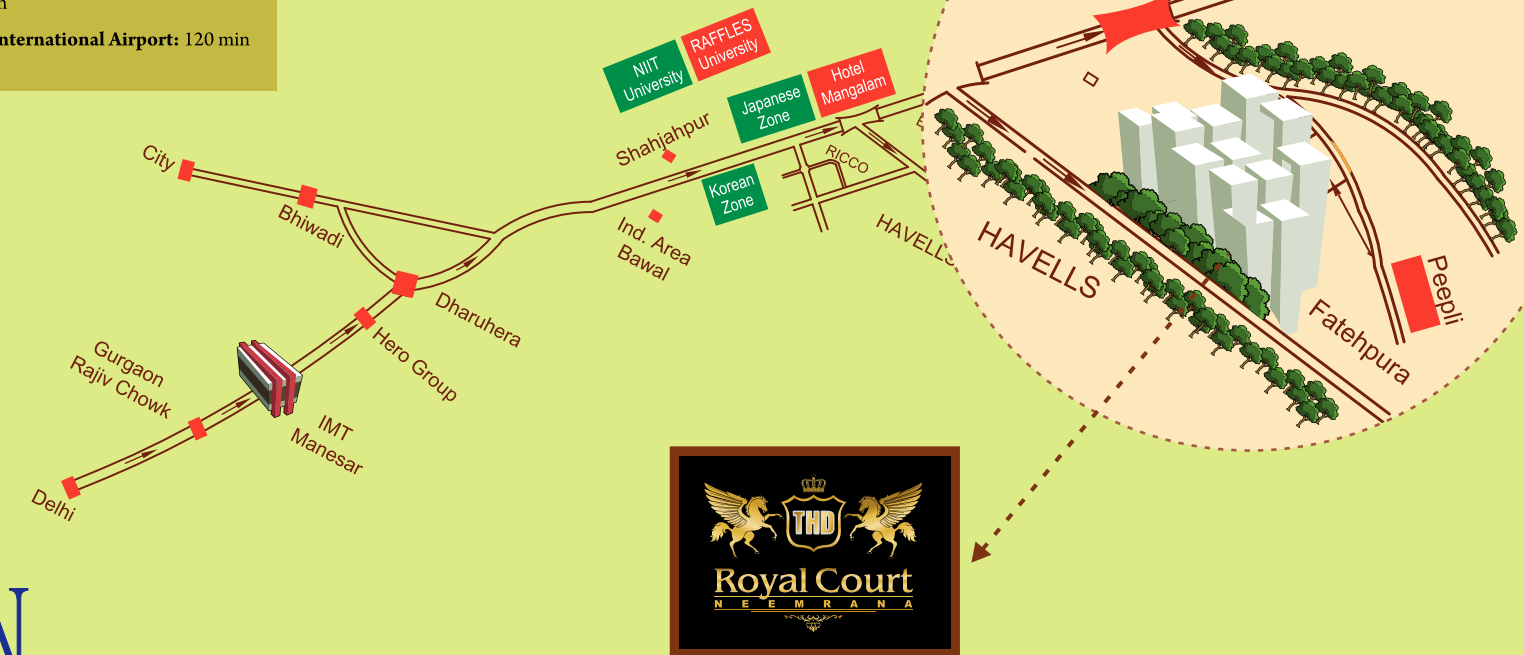 nternational Airport: 120 min
NIIT
University
RAFFLES
University
Japanese
Zone
Hotel
Mangalam
Shahjahpur
City
Bhiwadi
Korean
Zone
RICCO
Ind. Area
Bawal
HAVELLS
HAVELLS
Peepli
Fatehpura
Dharuhera
Hero Group
Gurgaon
Rajiv Chowk
IMT
Manesar
Delhi
THD
Royal Court
NEEMRANA